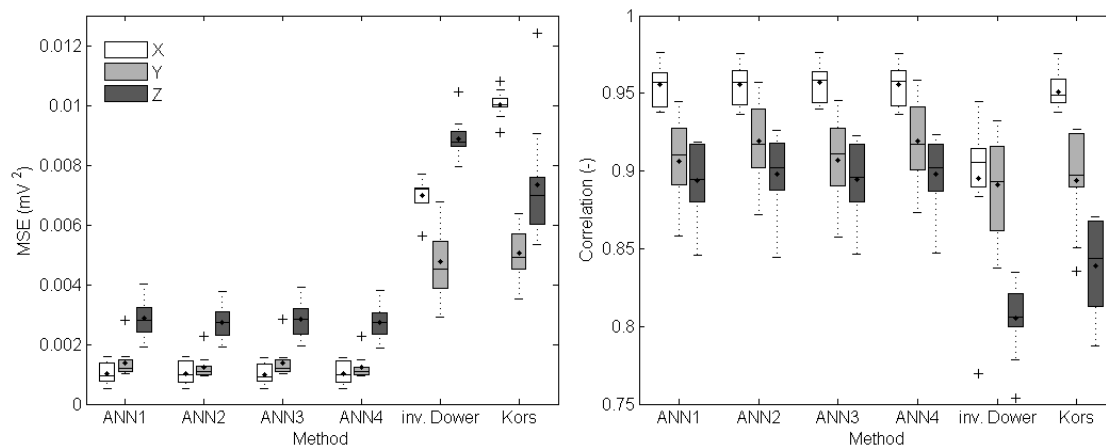 0.012
0.01
0.008
0.006
0.004
0.002
0
MSE (mV 2)
X
Y
Z
ANN1 ANN2 ANN3 ANN4 inv. Dower Kors
Method
1
0.95
0.9
0.85
0.8
0.75
Correlation (-)
ANN1 ANN2 ANN3 ANN4 inv. Dower Kors
Method